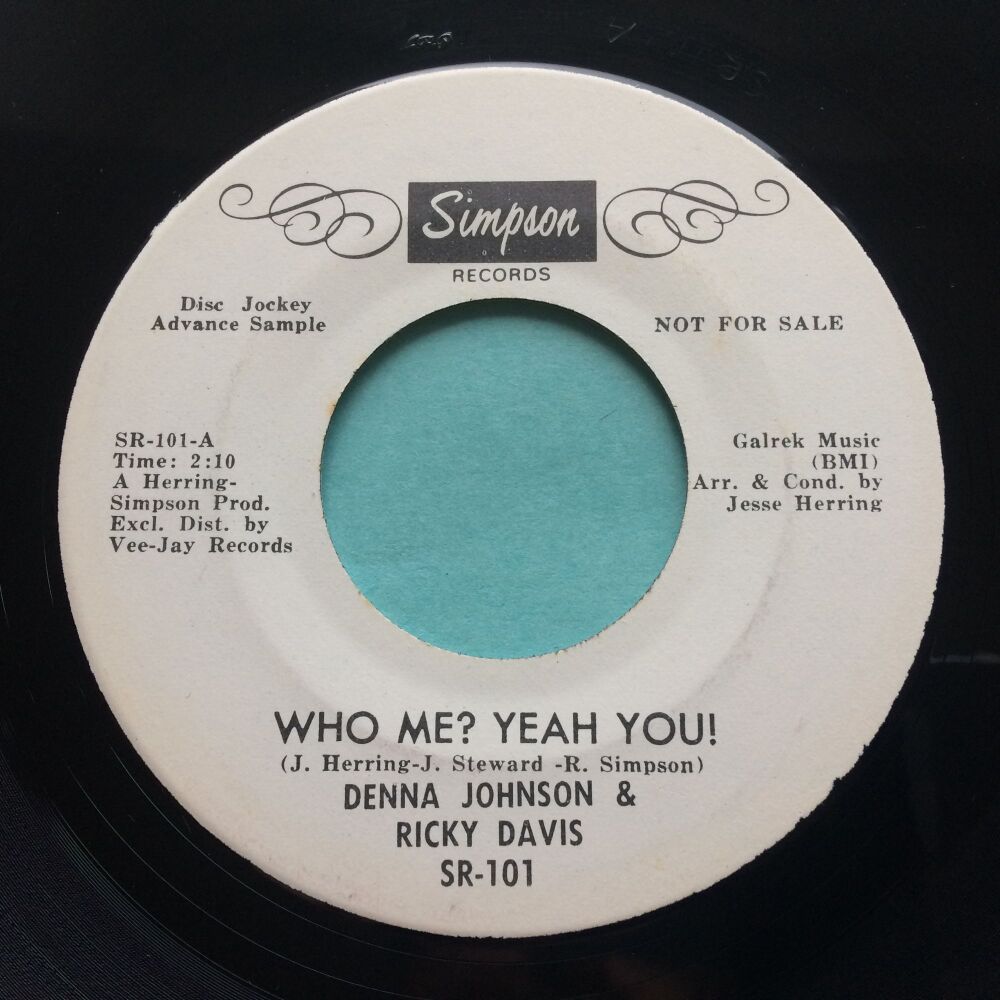 Simpson
RECORDS
Disc Jockey
Advance Sample
NOT FOR SALE
SR-101-A
Time: 2:10
A Herring-
Simpson Prod.
Excl. Dist. by
Vee-Jay Records
Galrek Music
(BMI)
Arr. & Cond. by
Jesse Herring
WHO ME? YEAH YOU!
(J. Herring-J. Steward -R. Simpson)
DENNA JOHNSON &
RICKY DAVIS
SR-101